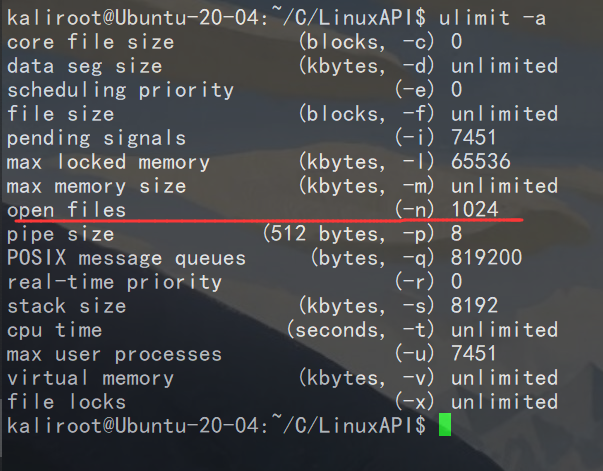 kaliroot@Ubuntu-20-04:~/C/LinuxAPI$ ulimit -a
core file size (blocks, -c) 0
data seg size (kbytes, -d) unlimited
scheduling priority (-e) 0
file size (blocks, -f) unlimited
pending signals (-i) 7451
max locked memory (kbytes, -l) 65536
max memory size (kbytes, -m) unlimited
open files (-n) 1024
pipe size (512 bytes, -p) 8
POSIX message queues (bytes, -q) 819200
real-time priority (-r) 0
stack size (kbytes, -s) 8192
cpu time (seconds, -t) unlimited
max user processes (-u) 7451
virtual memory (kbytes, -v) unlimited
file locks (-x) unlimited
kaliroot@Ubuntu-20-04:~/C/LinuxAPI$